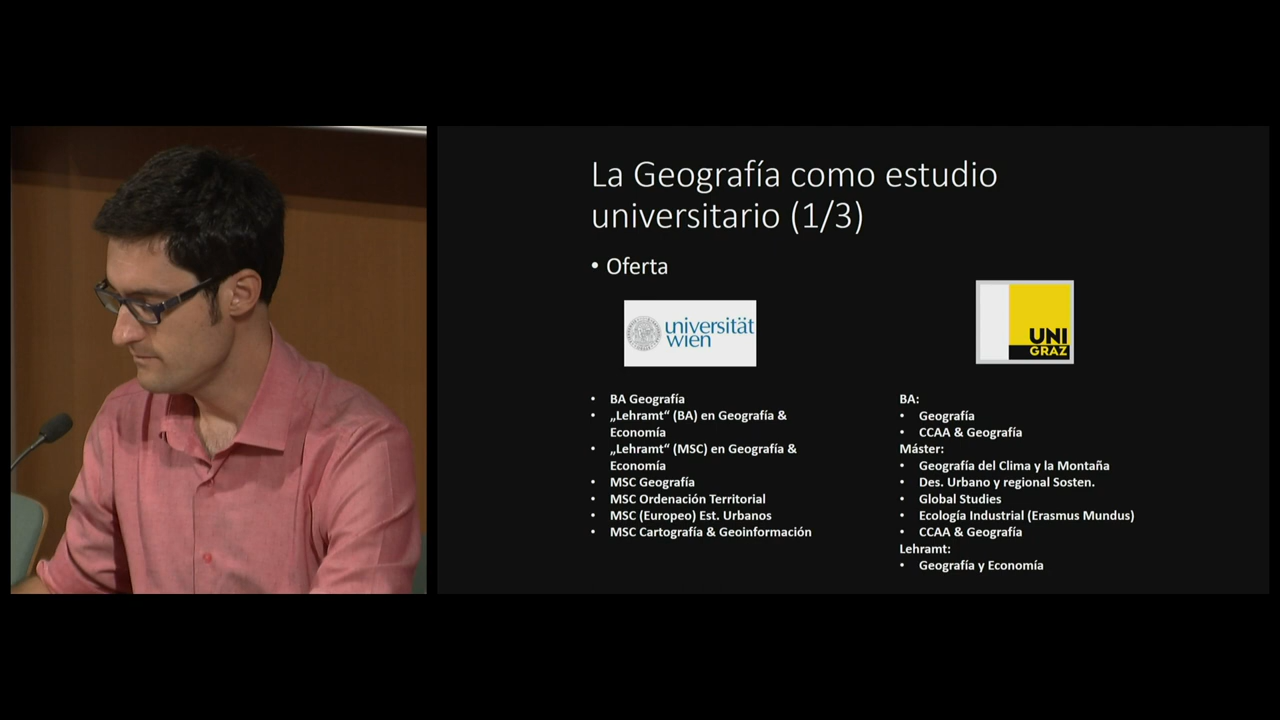 La Geografía como estudio
universitario (1/3)
• Oferta
universität
wien
UNI
GRAZ
• BA Geografía
• „Lehramt“ (BA) en Geografía &
Economía
• „Lehramt“ (MSC) en Geografía &
Economía
• MSC Geografía
• MSC Ordenación Territorial
• MSC (Europeo) Est. Urbanos
• MSC Cartografía & Geoinformación
BA:
• Geografía
• CCAA & Geografía
Máster:
• Geografía del Clima y la Montaña
• Des. Urbano y regional Sosten.
• Global Studies
• Ecología Industrial (Erasmus Mundus)
• CCAA & Geografía
Lehramt:
• Geografía y Economía